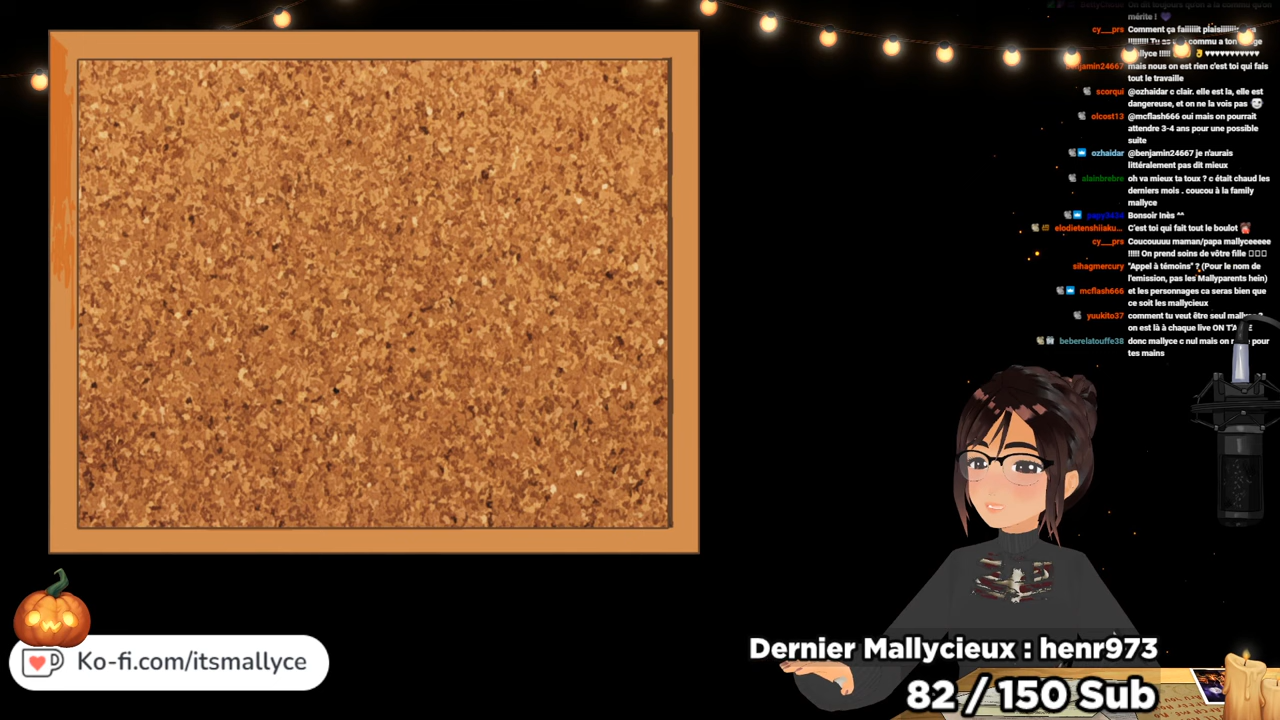 mérite !
cy___prs Comment ça faiiiiiit
benjamin24667 mais nous on est rien c'est toi qui fais
tout le travaille
scorqui @ozhaidar c clair. elle est la, elle est
dangereuse, et on ne la vois pas
olcost13 @mcflash666 oui mais on pourrait
attendre 3-4 ans pour une possible
suite
ozhaidar @benjamin24667 je n'aurais
littéralement pas dit mieux
alainbrebre oh va mieux ta toux ? c était chaud les
derniers mois . coucou à la family
mallyce
papy3434 Bonsoir Inès ^^
elodietenshiiaku... C'est toi qui fait tout le boulot
cy___prs Coucouuuu maman/papa mallyceeeee
!!!!! On prend soins de vôtre fille
sihagmercury "Appel à témoins" ? (Pour le nom de
l'emission, pas les Mallyparents hein)
mcflash666 et les personnages ca seras bien que
ce soit les mallycieux
yuukito37 comment tu veut être seul
on est là à chaque live ON
beberelatouffe38 donc mallyce c nul mais on pour
tes mains
Dernier Mallycieux : henr973
Ko-fi.com/itsmallyce
82 / 150 Sub